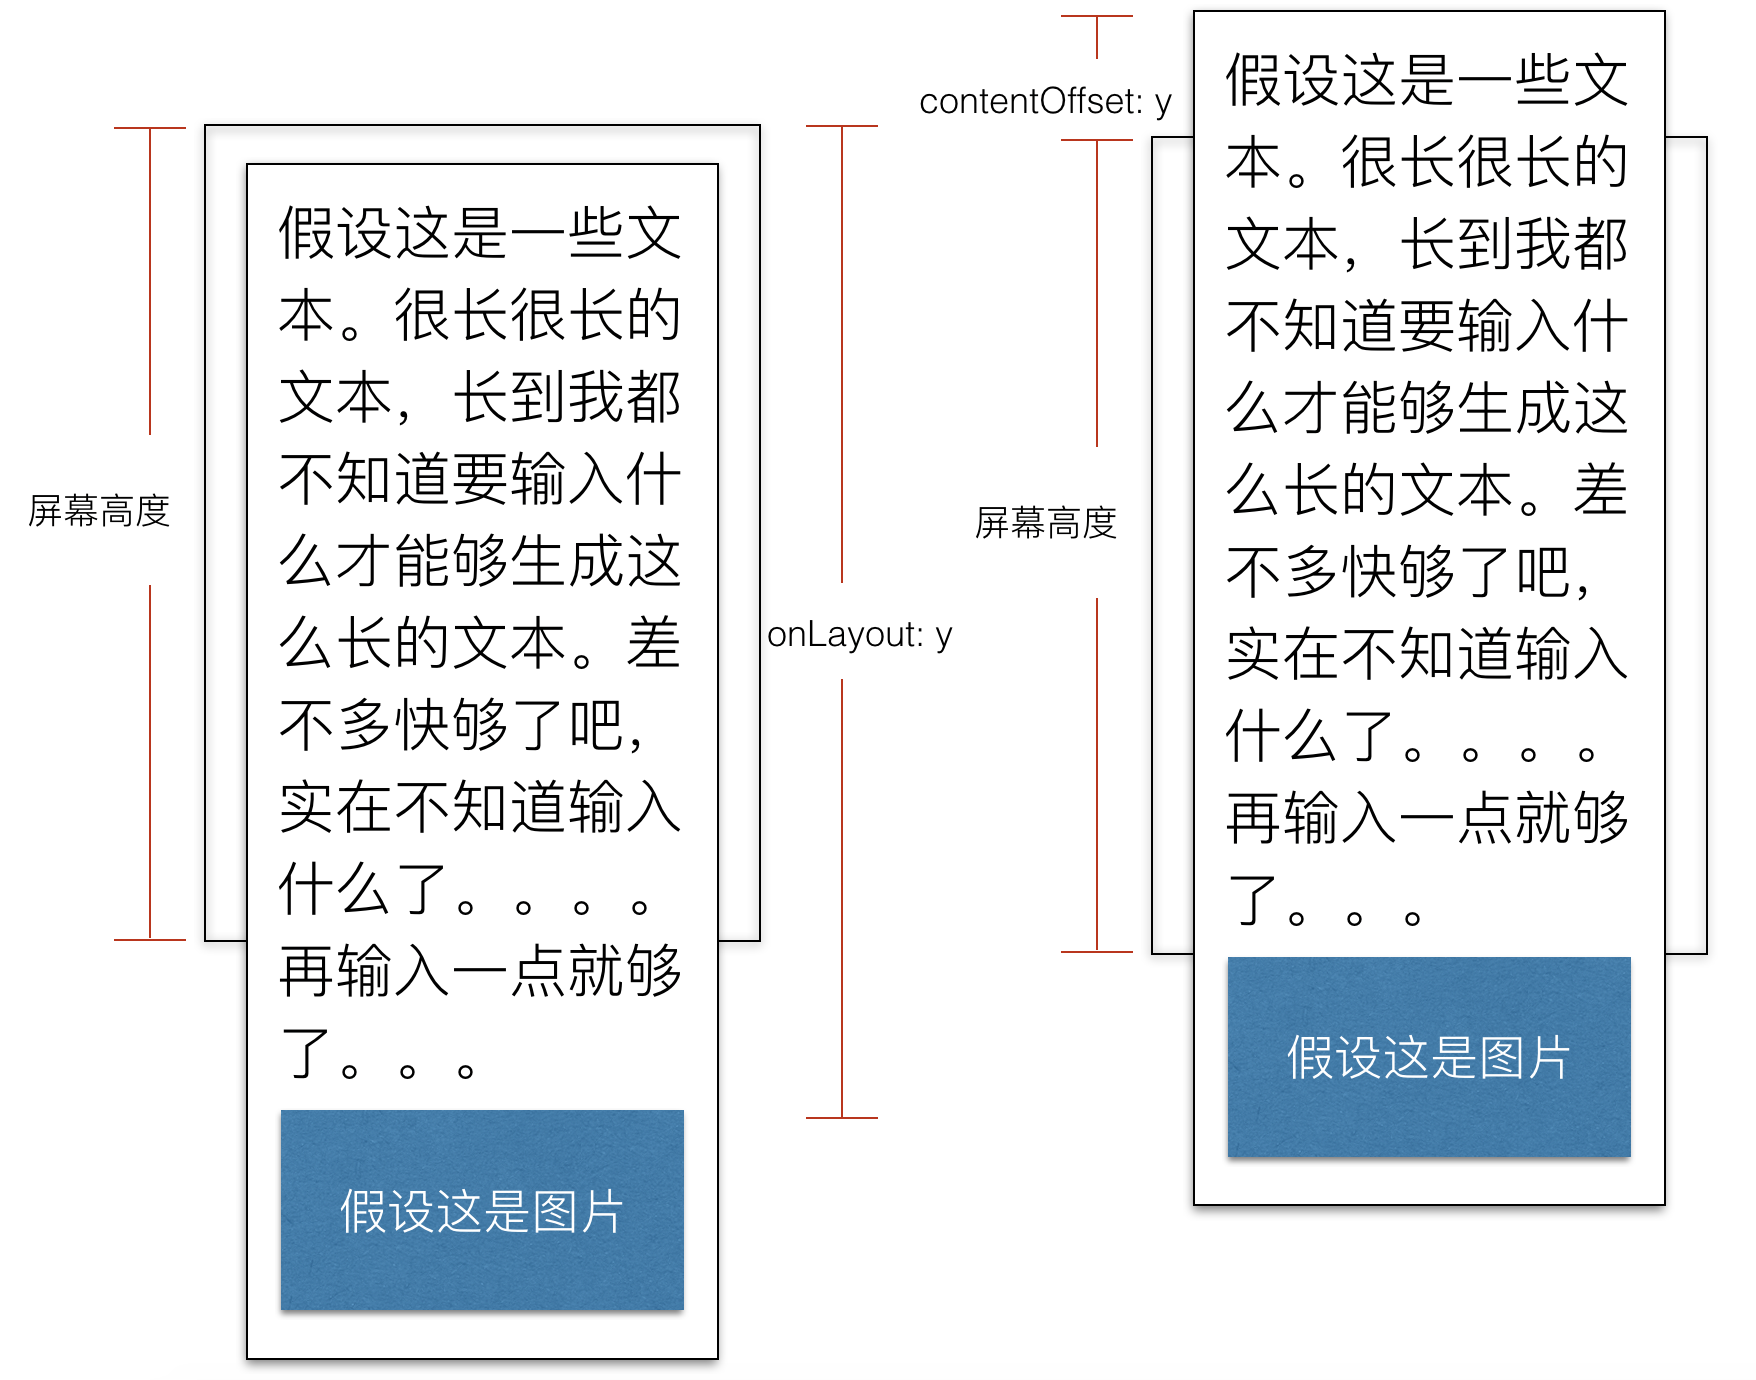 屏幕高度
假设这是一些文
本。很长很长的
文本，长到我都
不知道要输入什
么才能够生成这
么长的文本。差
不多快够了吧，
实在不知道输入
什么了。。。。
再输入一点就够
了。。。
假设这是图片
onLayout: y
contentOffset: y
屏幕高度
假设这是一些文
本。很长很长的
文本，长到我都
不知道要输入什
么才能够生成这
么长的文本。差
不多快够了吧，
实在不知道输入
什么了。。。。
再输入一点就够
了。。。
假设这是图片